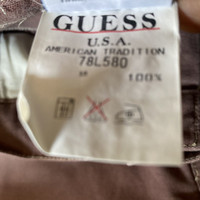 GUESS
U.S.A.
AMERICAN TRADITION
78L580
100%